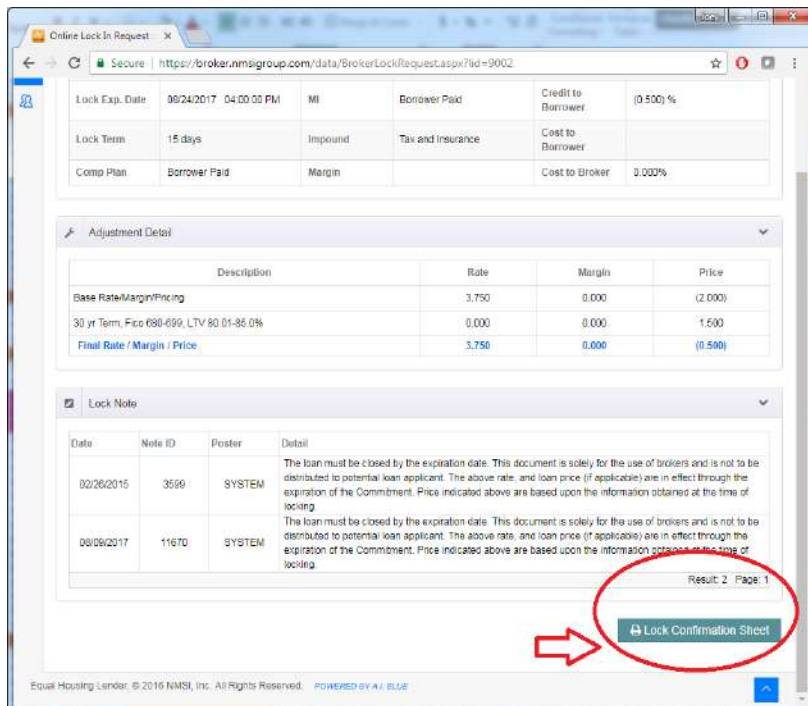 Online Lock In Request
Secure | https://broker.nmsigroup.com/data/BrokerLockRequest.aspx?lid=9002
Lock Exp. Date 08/24/2017 04:00:00 PM MI Borrower Paid Credit to Borrower (0.500) %
Lock Term 15 days Impound Tax and Insurance Cost to Borrower
Comp Plan Borrower Paid Margin Cost to Broker 0.000%
Adjustment Detail
Description Rate Margin Price
Base Rate/Margin/Pricing 3.750 0.000 (2.000)
30 yr Term, Fico 680-699, LTV 80.01-85.0% 0.000 0.000 1.500
Final Rate / Margin / Price 3.750 0.000 (0.500)
Lock Note
Date Note ID Poster Detail
02/26/2015 3599 SYSTEM The loan must be closed by the expiration date. This document is solely for the use of brokers and is not to be
distributed to potential loan applicant. The above rate, and loan price (if applicable) are in effect through the
expiration of the Commitment. Price indicated above are based upon the information obtained at the time of
locking.
08/09/2017 11670 SYSTEM The loan must be closed by the expiration date. This document is solely for the use of brokers and is not to be
distributed to potential loan applicant. The above rate, and loan price (if applicable) are in effect through the
expiration of the Commitment. Price indicated above are based upon the information obtained at the time of
locking.
Result: 2 Page: 1
Lock Confirmation Sheet
Equal Housing Lender. © 2016 NMSI, Inc. All Rights Reserved. POWERED BY A.I. BLUE